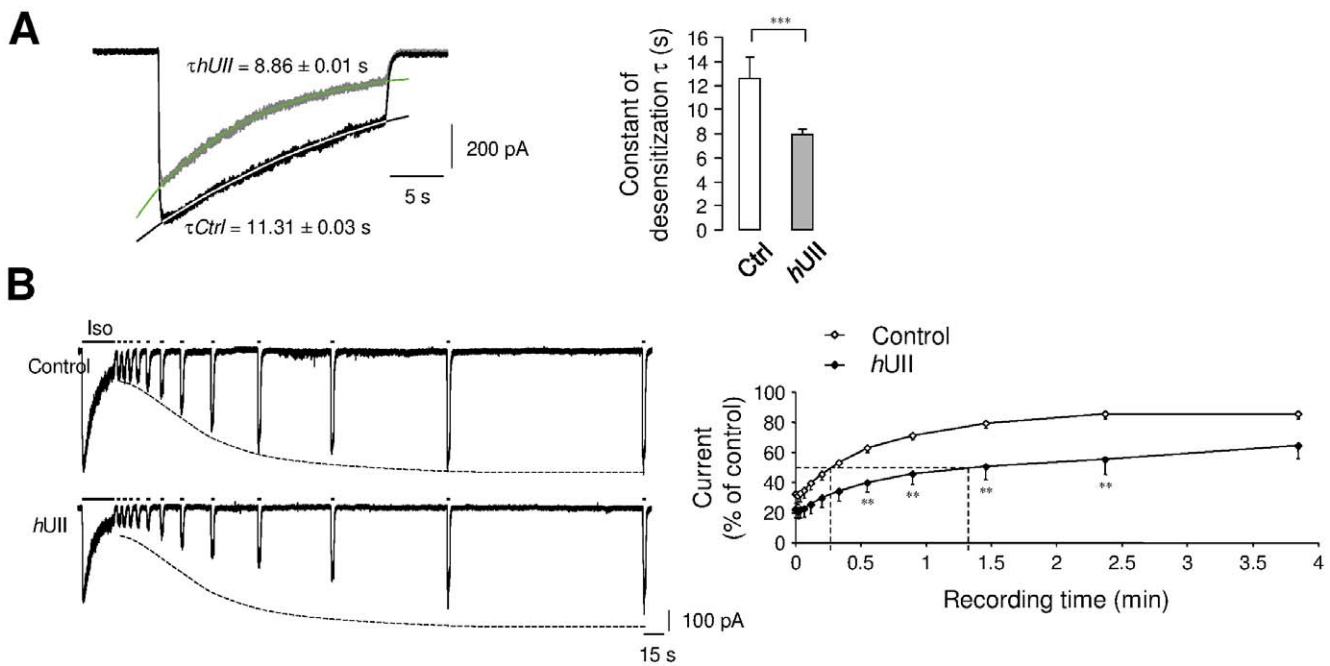 A
τhUII = 8.86 ± 0.01 s
τCtrl = 11.31 ± 0.03 s
200 pA
5 s
***
Constant of
desensitization τ (s)
16
14
12
10
8
6
4
2
0
Ctrl
hUII
B
Iso
Control
hUII
100 pA
15 s
Control
hUII
Current
(% of control)
100
80
60
40
20
0
** ** ** **
0 0.5 1 1.5 2 2.5 3 3.5 4
Recording time (min)